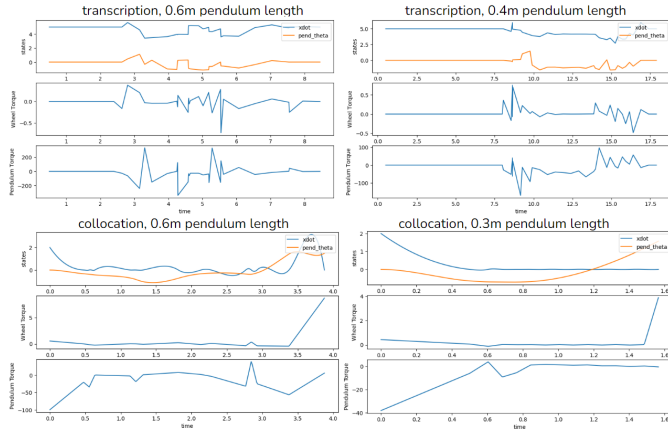 transcription, 0.6m pendulum length
states
xdot
pend_theta
4
2
0
Wheel Torque
0.0
-0.5
Pendulum Torque
200
0
-200
1 2 3 4 5 6 7 8
time
transcription, 0.4m pendulum length
states
xdot
pend_theta
5.0
2.5
0.0
Wheel Torque
0.5
0.0
-0.5
Pendulum Torque
100
0
-100
0.0 2.5 5.0 7.5 10.0 12.5 15.0 17.5
time
collocation, 0.6m pendulum length
states
xdot
pend_theta
2
0
Wheel Torque
5
0
Pendulum Torque
0
-50
-100
0.0 0.5 1.0 1.5 2.0 2.5 3.0 3.5 4.0
time
collocation, 0.3m pendulum length
states
xdot
pend_theta
2
1
0
Wheel Torque
4
2
0
Pendulum Torque
0
-20
-40
0.0 0.2 0.4 0.6 0.8 1.0 1.2 1.4 1.6
time